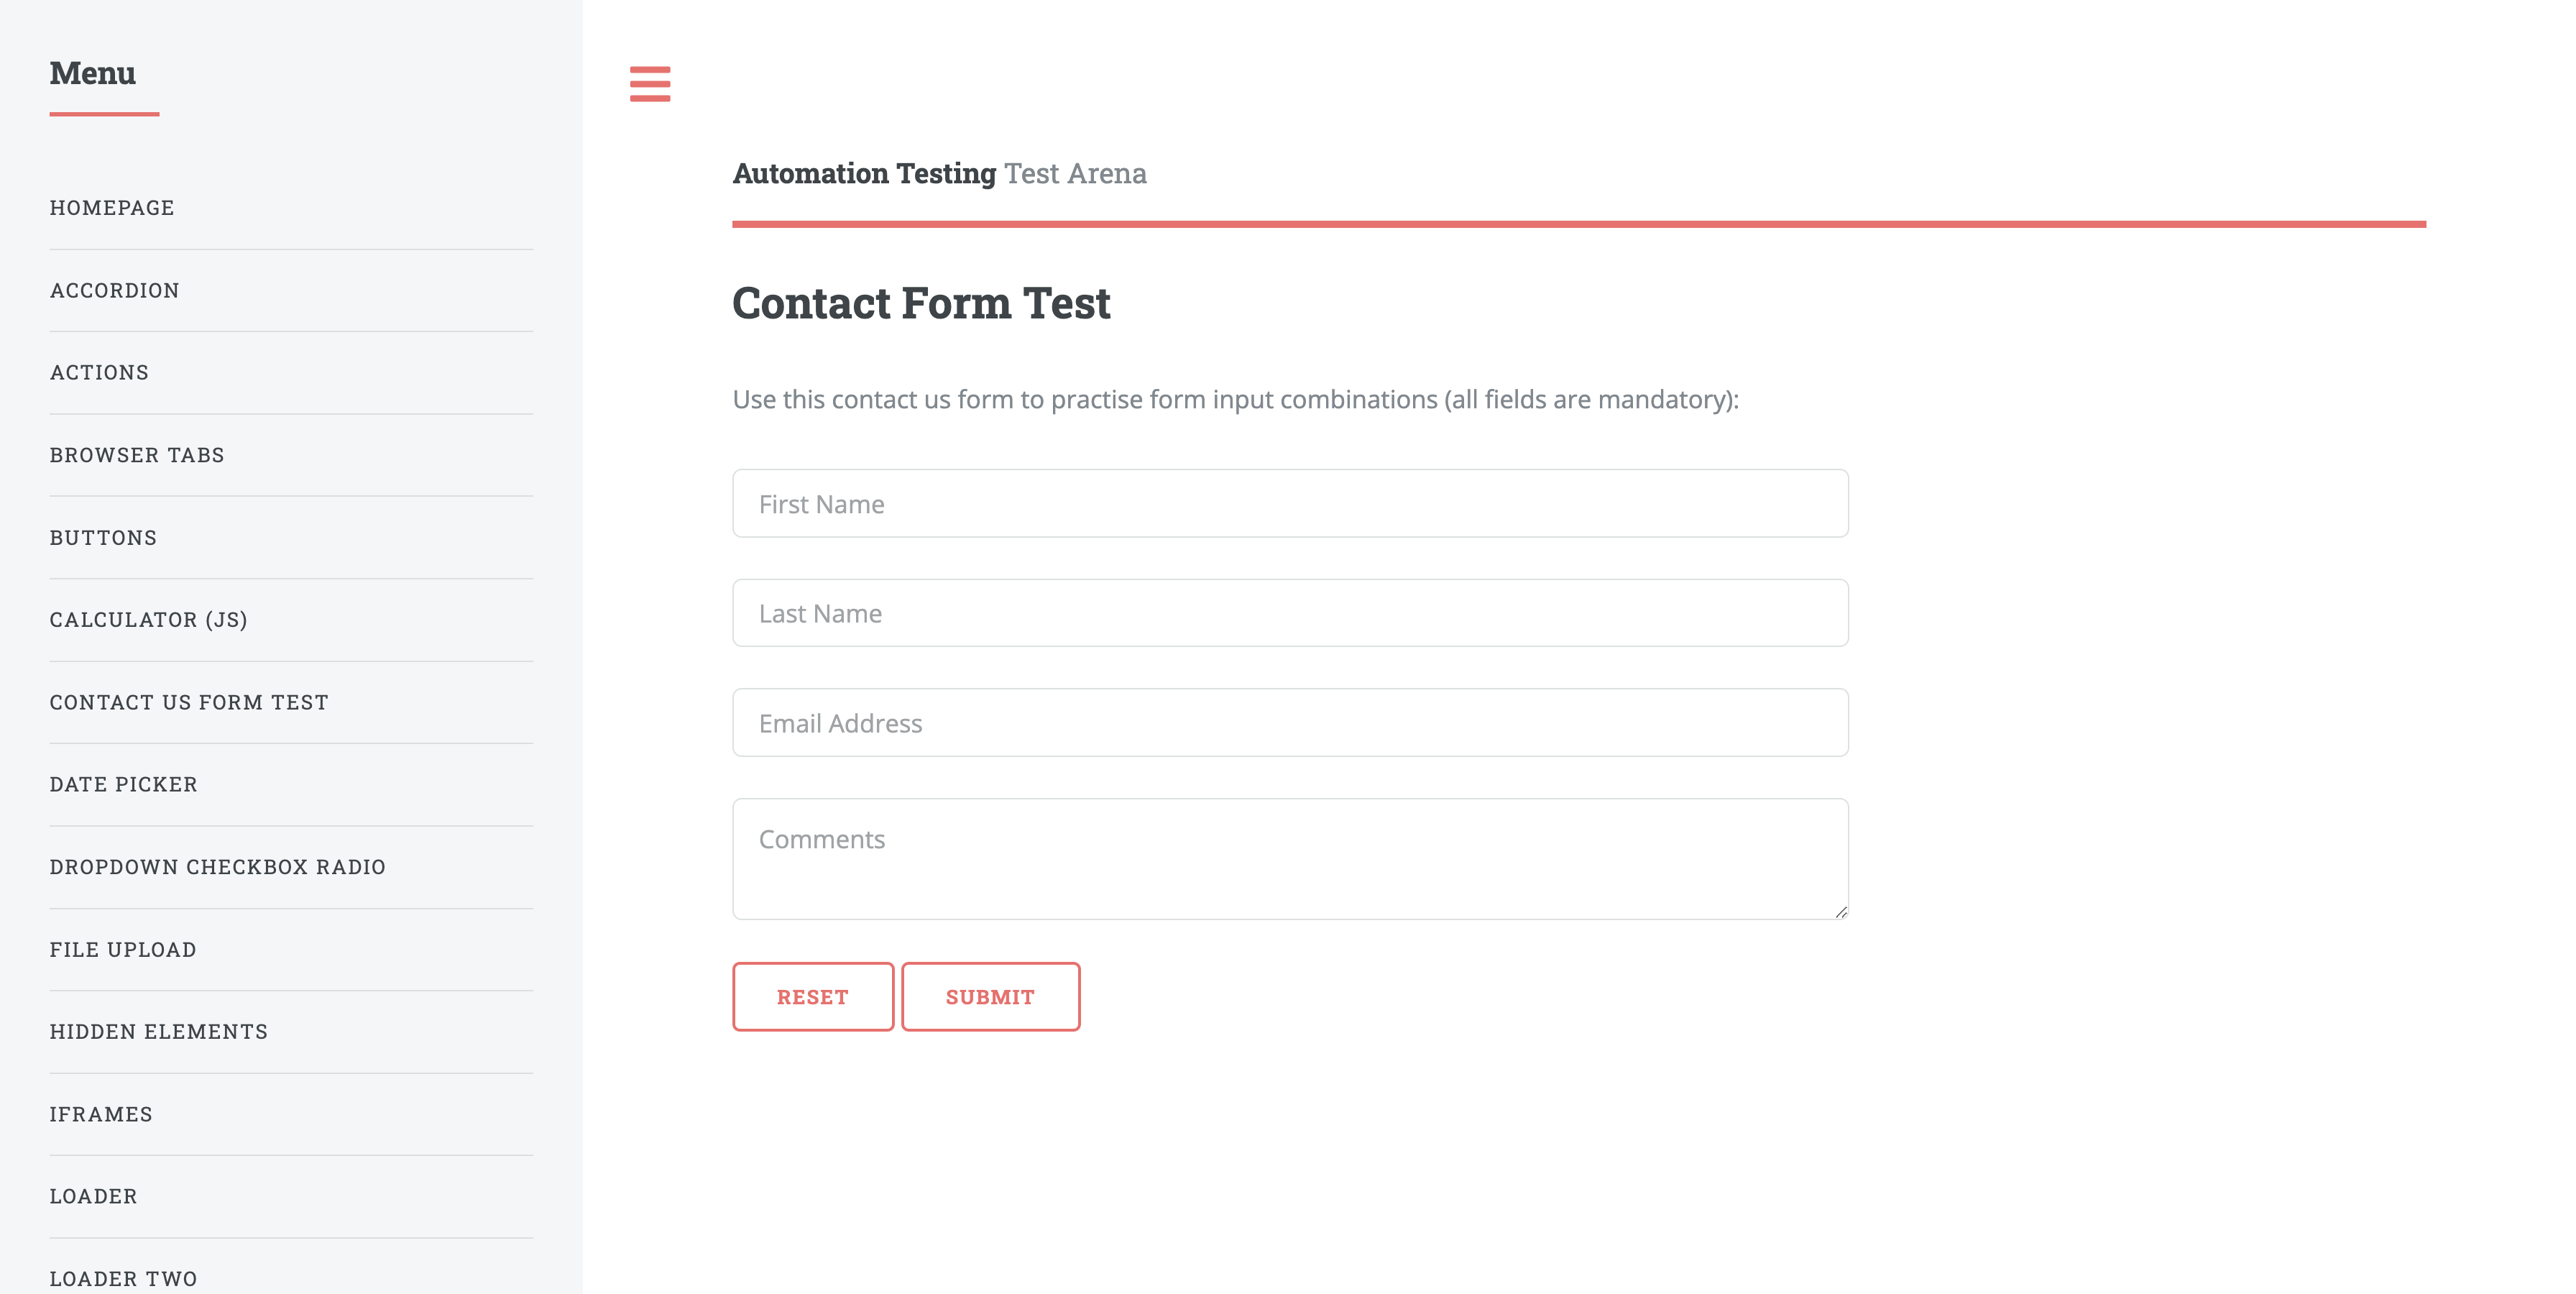 Menu
HOMEPAGE
ACCORDION
ACTIONS
BROWSER TABS
BUTTONS
CALCULATOR (JS)
CONTACT US FORM TEST
DATE PICKER
DROPDOWN CHECKBOX RADIO
FILE UPLOAD
HIDDEN ELEMENTS
IFRAMES
LOADER
LOADER TWO
Automation Testing Test Arena
Contact Form Test
Use this contact us form to practise form input combinations (all fields are mandatory):
First Name
Last Name
Email Address
Comments
RESET SUBMIT